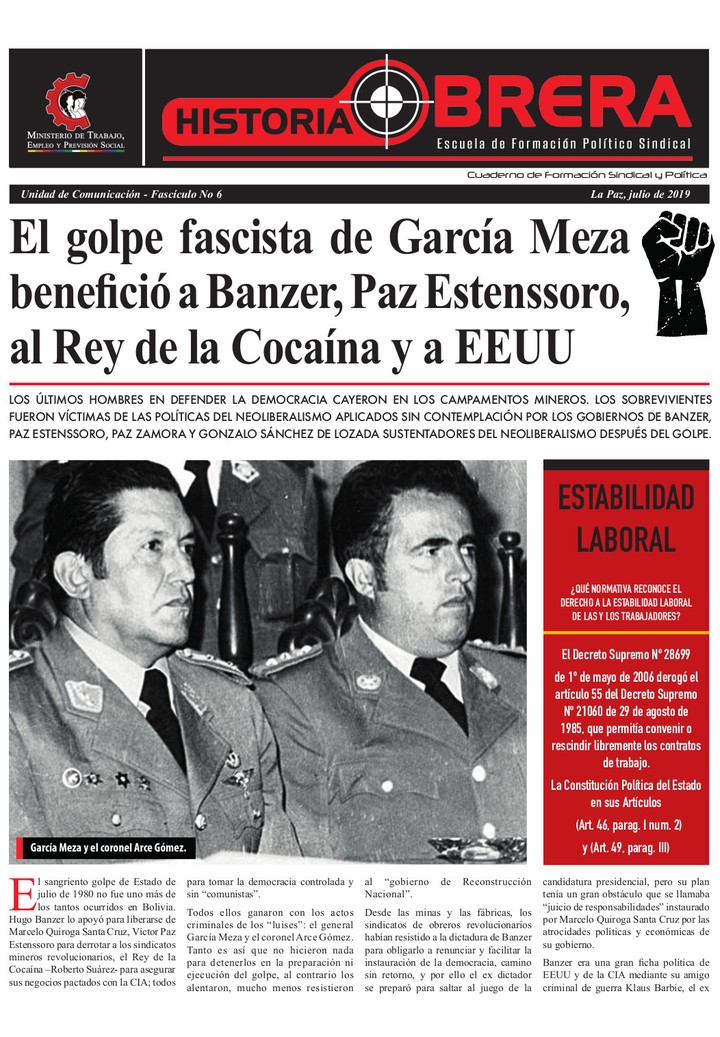 MINISTERIO DE TRABAJO,
EMPLEO Y PREVISIÓN SOCIAL
HISTORIA OBRERA
Escuela de Formación Político Sindical
Cuaderno de Formación Sindical y Política
Unidad de Comunicación - Fascículo No 6
La Paz, julio de 2019
El golpe fascista de García Meza
benefició a Banzer, Paz Estenssoro,
al Rey de la Cocaína y a EEUU
LOS ÚLTIMOS HOMBRES EN DEFENDER LA DEMOCRACIA CAYERON EN LOS CAMPAMENTOS MINEROS. LOS SOBREVIVIENTES
FUERON VÍCTIMAS DE LAS POLÍTICAS DEL NEOLIBERALISMO APLICADOS SIN CONTEMPLACIÓN POR LOS GOBIERNOS DE BANZER,
PAZ ESTENSSORO, PAZ ZAMORA Y GONZALO SÁNCHEZ DE LOZADA SUSTENTADORES DEL NEOLIBERALISMO DESPUÉS DEL GOLPE.
García Meza y el coronel Arce Gómez.
ESTABILIDAD
LABORAL
¿QUÉ NORMATIVA RECONOCE EL
DERECHO A LA ESTABILIDAD LABORAL
DE LAS Y LOS TRABAJADORES?
El Decreto Supremo Nº 28699
de 1º de mayo de 2006 derogó el
artículo 55 del Decreto Supremo
Nº 21060 de 29 de agosto de
1985, que permitía convenir o
rescindir libremente los contratos
de trabajo.
La Constitución Política del Estado
en sus Artículos
(Art. 46, parag. I num. 2)
y (Art. 49, parag. III)
El sangriento golpe de Estado de
julio de 1980 no fue uno más de
los tantos ocurridos en Bolivia.
Hugo Banzer lo apoyó para liberarse de
Marcelo Quiroga Santa Cruz, Víctor Paz
Estenssoro para derrotar a los sindicatos
mineros revolucionarios, el Rey de la
Cocaína –Roberto Suárez- para asegurar
sus negocios pactados con la CIA; todos
para tomar la democracia controlada y
sin “comunistas”.
Todos ellos ganaron con los actos
criminales de los “luises”: el general
García Meza y el coronel Arce Gómez.
Tanto es así que no hicieron nada
para detenerlos en la preparación ni
ejecución del golpe, al contrario los
alentaron, mucho menos resistieron
al “gobierno de Reconstrucción
Nacional”.
Desde las minas y las fábricas, los
sindicatos de obreros revolucionarios
habían resistido a la dictadura de Banzer
para obligarlo a renunciar y facilitar la
instauración de la democracia, camino
sin retorno, y por ello el ex dictador
se preparó para saltar al juego de la
candidatura presidencial, pero su plan
tenía un gran obstáculo que se llamaba
“juicio de responsabilidades” instaurado
por Marcelo Quiroga Santa Cruz por las
atrocidades políticas y económicas de
su gobierno.
Banzer era una gran ficha política de
EEUU y de la CIA mediante su amigo
criminal de guerra Klaus Barbie, el ex